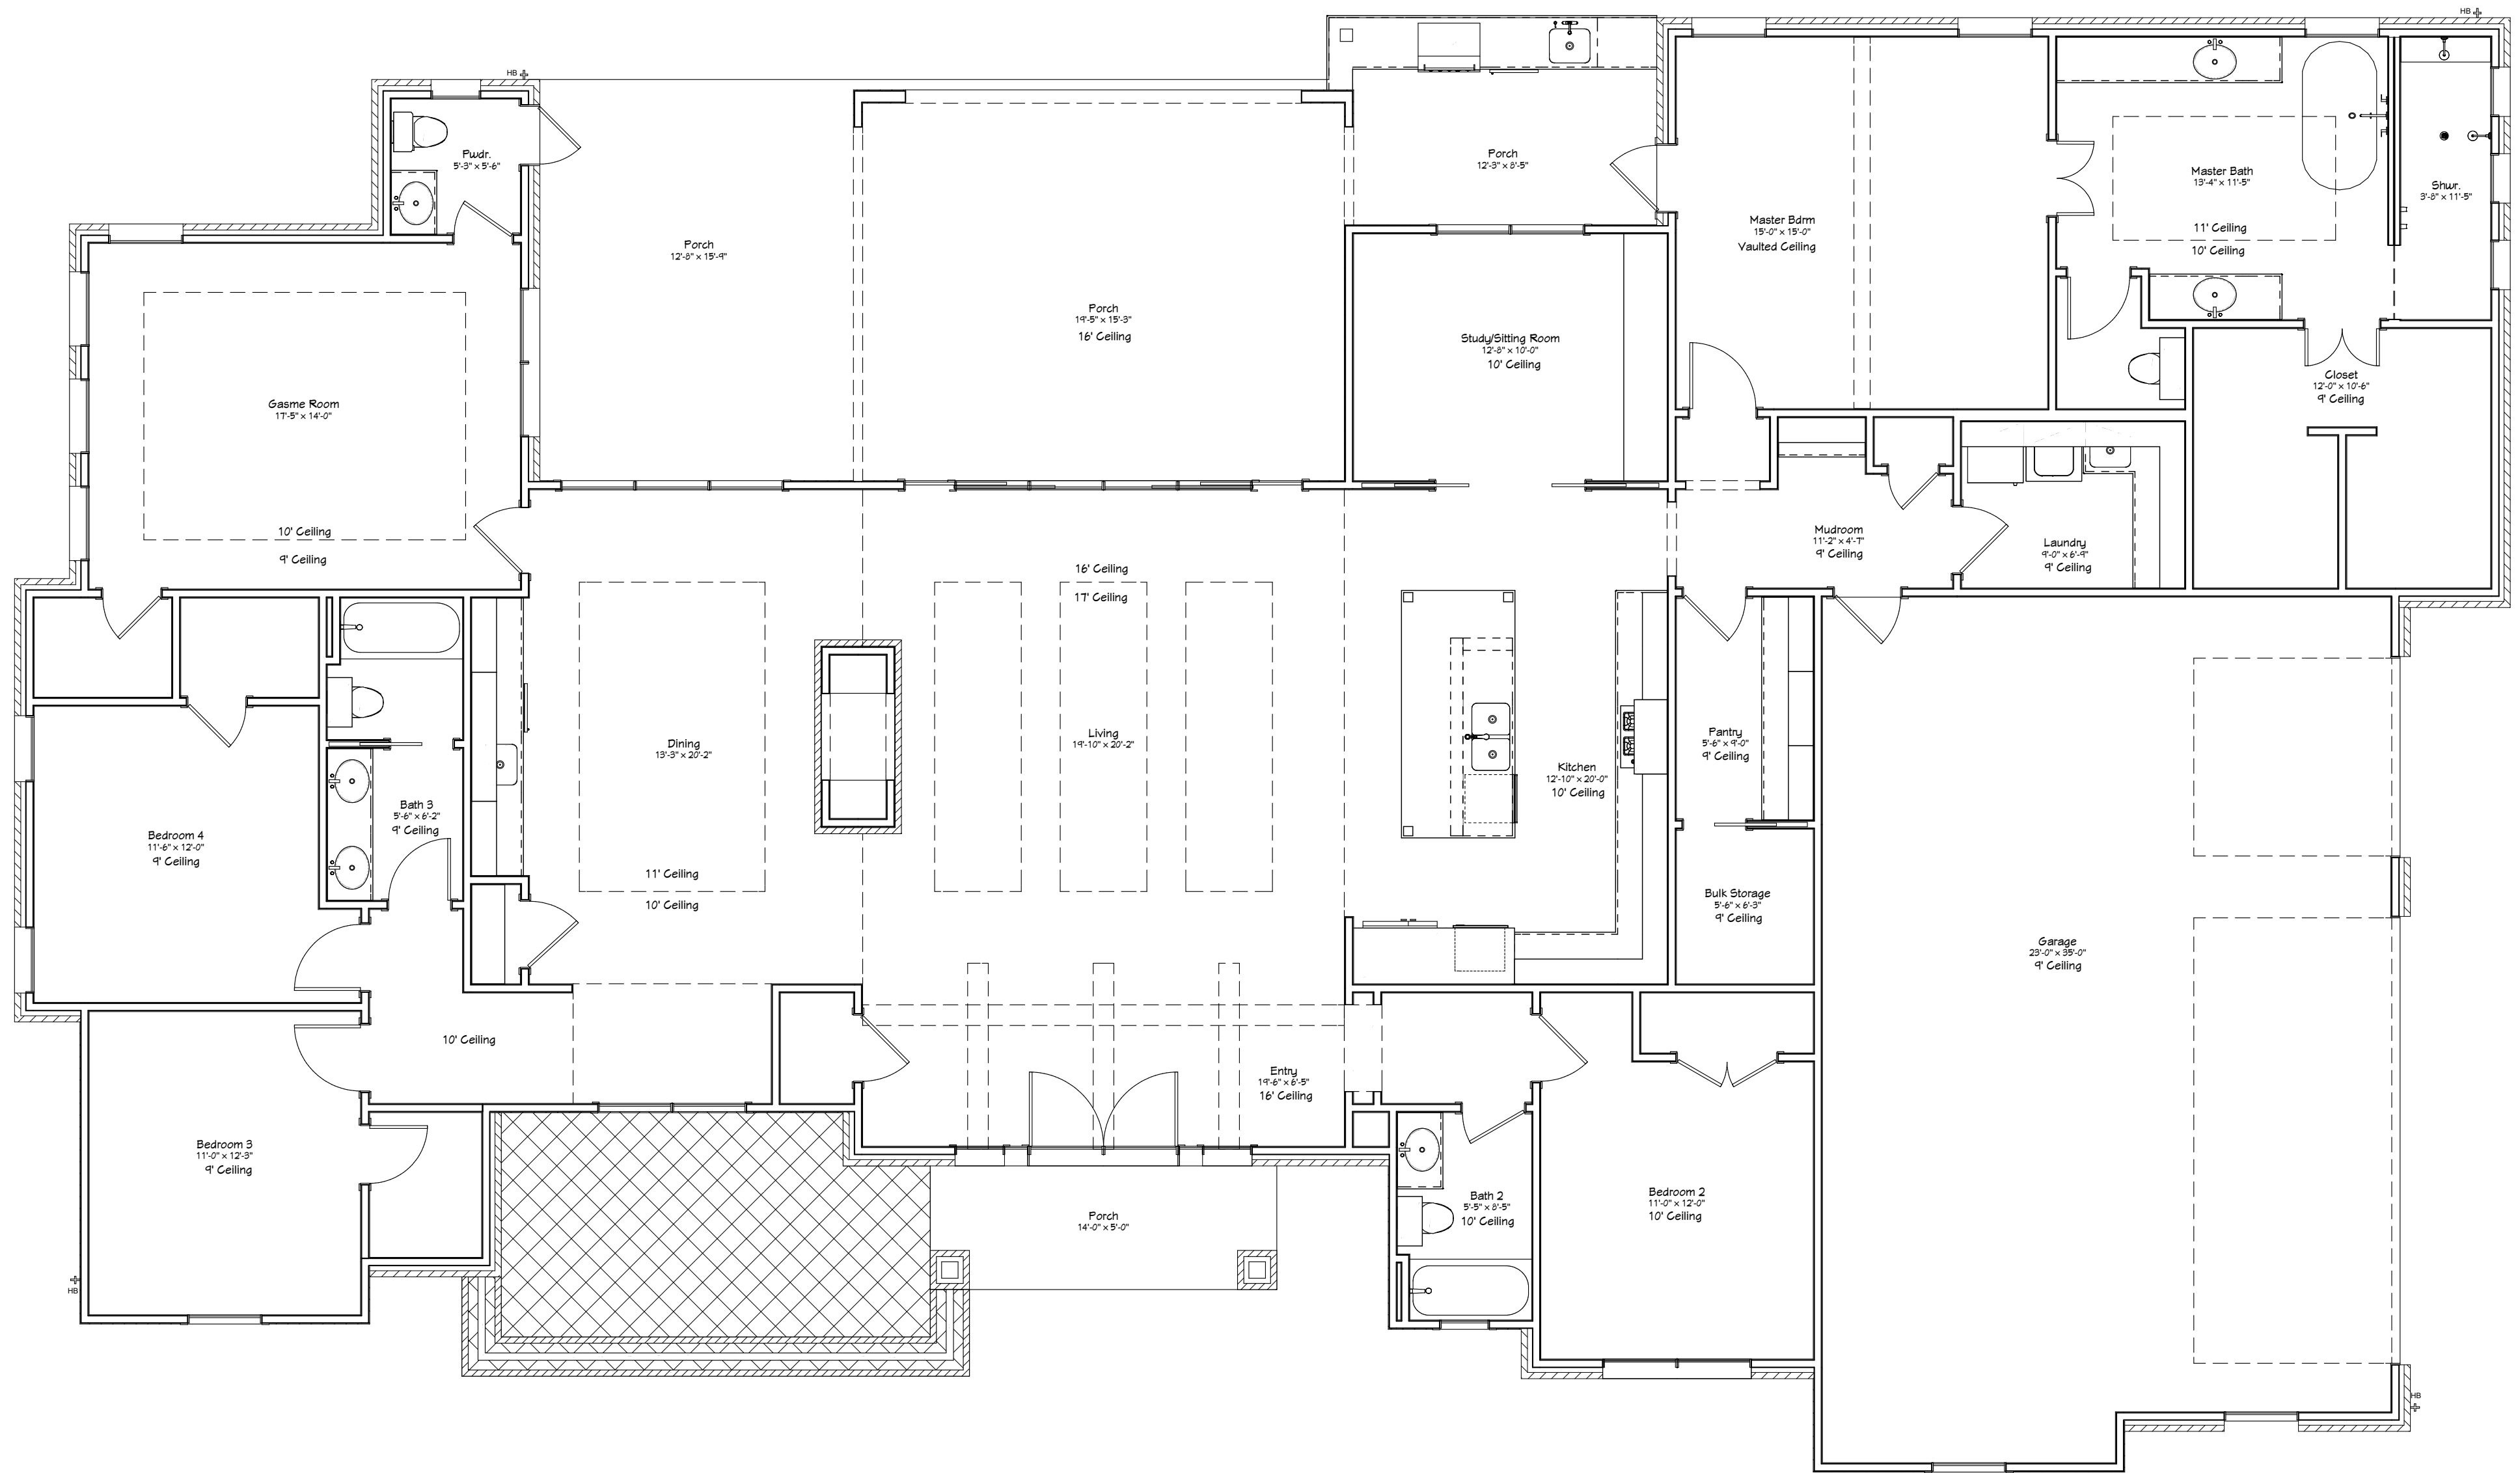 HB
HB
Pwdr.
5'-3" x 5'-6"
Porch
12'-3" x 8'-5"
Master Bath
13'-4" x 11'-5"
11' Ceiling
10' Ceiling
Shwr.
3'-8" x 11'-5"
Master Bdrm
15'-0" x 15'-0"
Vaulted Ceiling
Porch
12'-8" x 15'-9"
Porch
19'-5" x 15'-3"
16' Ceiling
Study/Sitting Room
12'-8" x 10'-0"
10' Ceiling
Closet
12'-0" x 10'-6"
9' Ceiling
Gasme Room
17'-5" x 14'-0"
10' Ceiling
9' Ceiling
Mudroom
11'-2" x 4'-7"
9' Ceiling
Laundry
9'-0" x 6'-9"
9' Ceiling
16' Ceiling
17' Ceiling
Dining
13'-3" x 20'-2"
11' Ceiling
10' Ceiling
Living
19'-10" x 20'-2"
Kitchen
12'-10" x 20'-0"
10' Ceiling
Pantry
5'-6" x 9'-0"
9' Ceiling
Bath 3
5'-6" x 6'-2"
9' Ceiling
Bedroom 4
11'-6" x 12'-0"
9' Ceiling
Bulk Storage
5'-6" x 6'-3"
9' Ceiling
Garage
23'-0" x 35'-0"
9' Ceiling
10' Ceiling
Entry
19'-6" x 6'-5"
16' Ceiling
Bedroom 3
11'-0" x 12'-3"
9' Ceiling
Porch
14'-0" x 5'-0"
Bath 2
5'-5" x 8'-5"
10' Ceiling
Bedroom 2
11'-0" x 12'-0"
10' Ceiling
HB
HB